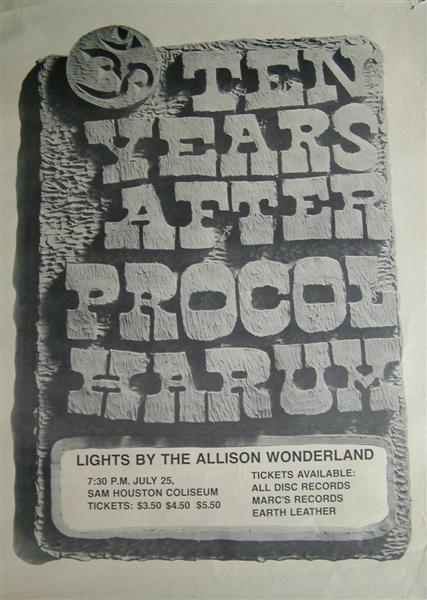 TEN
YEARS
AFTER
PROCOL
HARUM
LIGHTS BY THE ALLISON WONDERLAND
7:30 P.M. JULY 25,
SAM HOUSTON COLISEUM
TICKETS: $3.50 $4.50 $5.50
TICKETS AVAILABLE:
ALL DISC RECORDS
MARC'S RECORDS
EARTH LEATHER